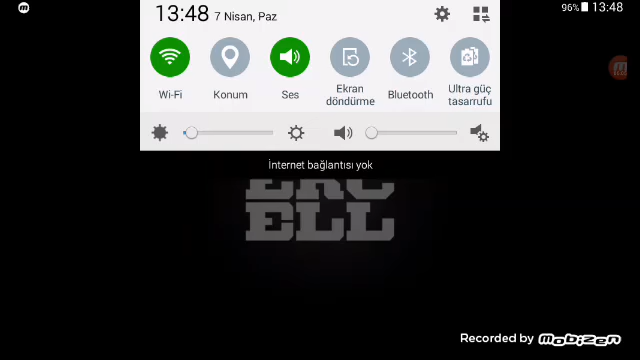 96% 13:48
13:48 7 Nisan, Paz
Wi-Fi
Konum
Ses
Ekran
döndürme
Bluetooth
Ultra güç
tasarrufu
İnternet bağlantısı yok
ELL
Recorded by Mobizen